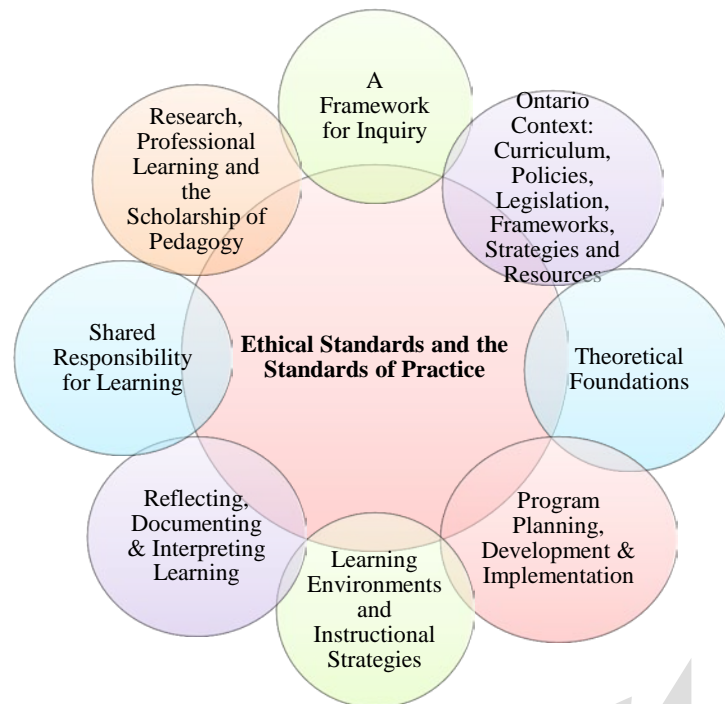 A
Framework
for Inquiry
Ontario
Context:
Curriculum,
Policies,
Legislation,
Frameworks,
Strategies and
Resources
Theoretical
Foundations
Program
Planning,
Development &
Implementation
Learning
Environments
and
Instructional
Strategies
Reflecting,
Documenting
& Interpreting
Learning
Shared
Responsibility
for Learning
Research,
Professional
Learning and
the
Scholarship of
Pedagogy
Ethical Standards and the
Standards of Practice